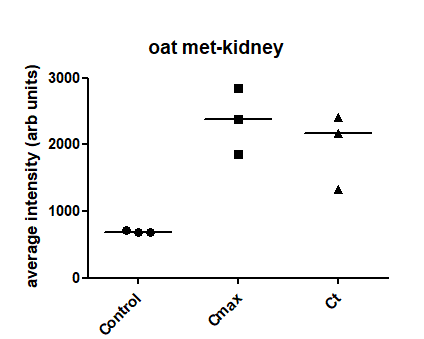 oat met-kidney
average intensity (arb units)
3000
2000
1000
0
Control
Cmax
Ct